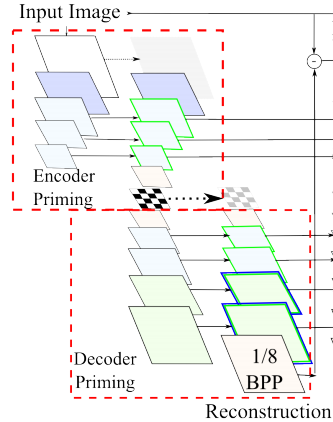 Input Image
Encoder
Priming
Decoder
Priming
1/8
BPP
Reconstruction